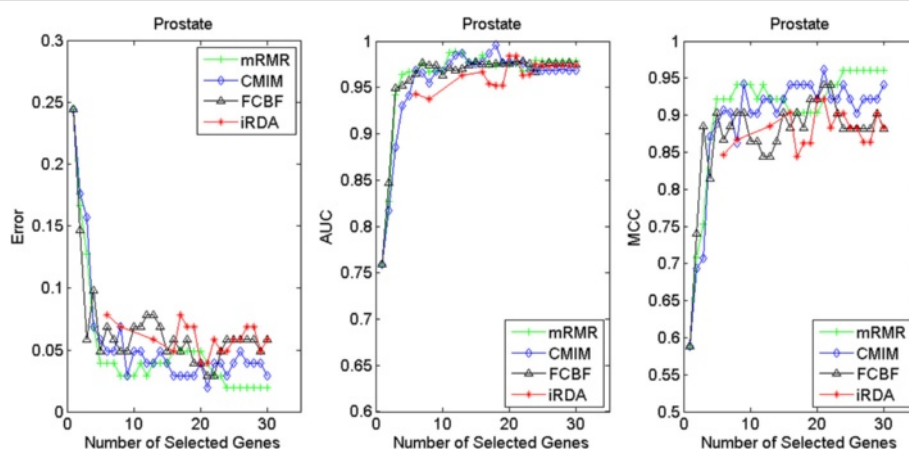 Prostate
0.3
0.25
0.2
0.15
0.1
0.05
0
0 10 20 30
Error
Number of Selected Genes
mRMR
CMIM
FCBF
iRDA
Prostate
1
0.95
0.9
0.85
0.8
0.75
0.7
0.65
0.6
0 10 20 30
AUC
Number of Selected Genes
mRMR
CMIM
FCBF
iRDA
Prostate
1
0.95
0.9
0.85
0.8
0.75
0.7
0.65
0.6
0.55
0.5
0 10 20 30
MCC
Number of Selected Genes
mRMR
CMIM
FCBF
iRDA